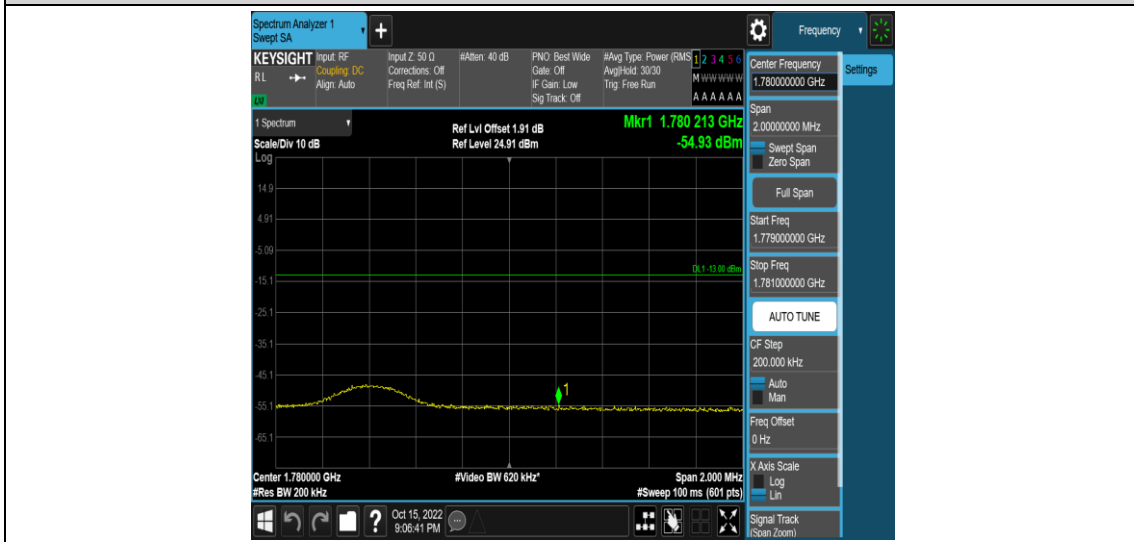 Spectrum Analyzer 1
Swept SA
+
Frequency
KEYSIGHT
RL
Input: RF
Coupling: DC
Align: Auto
Input Z: 50 Ω
Corrections: Off
Freq Ref: Int (S)
#Atten: 40 dB
PNO: Best Wide
Gate: Off
IF Gain: Low
Sig Track: Off
#Avg Type: Power (RMS
Avg|Hold: 30/30
Trig: Free Run
1 2 3 4 5 6
M W W W W W
A A A A A A
Center Frequency
1.780000000 GHz
Settings
1 Spectrum
Scale/Div 10 dB
Log
Ref Lvl Offset 1.91 dB
Ref Level 24.91 dBm
Mkr1 1.780 213 GHz
-54.93 dBm
Span
2.00000000 MHz
Swept Span
Zero Span
Full Span
Start Freq
1.779000000 GHz
Stop Freq
1.781000000 GHz
AUTO TUNE
CF Step
200.000 kHz
Auto
Man
Freq Offset
0 Hz
X Axis Scale
Log
Lin
Signal Track
(Span Zoom)
14.9
4.91
-5.09
DL1 -13.00 dBm
-15.1
-25.1
-35.1
-45.1
1
-55.1
-65.1
Center 1.780000 GHz
#Res BW 200 kHz
#Video BW 620 kHz*
Span 2.000 MHz
#Sweep 100 ms (601 pts)
?
Oct 15, 2022
9:06:41 PM